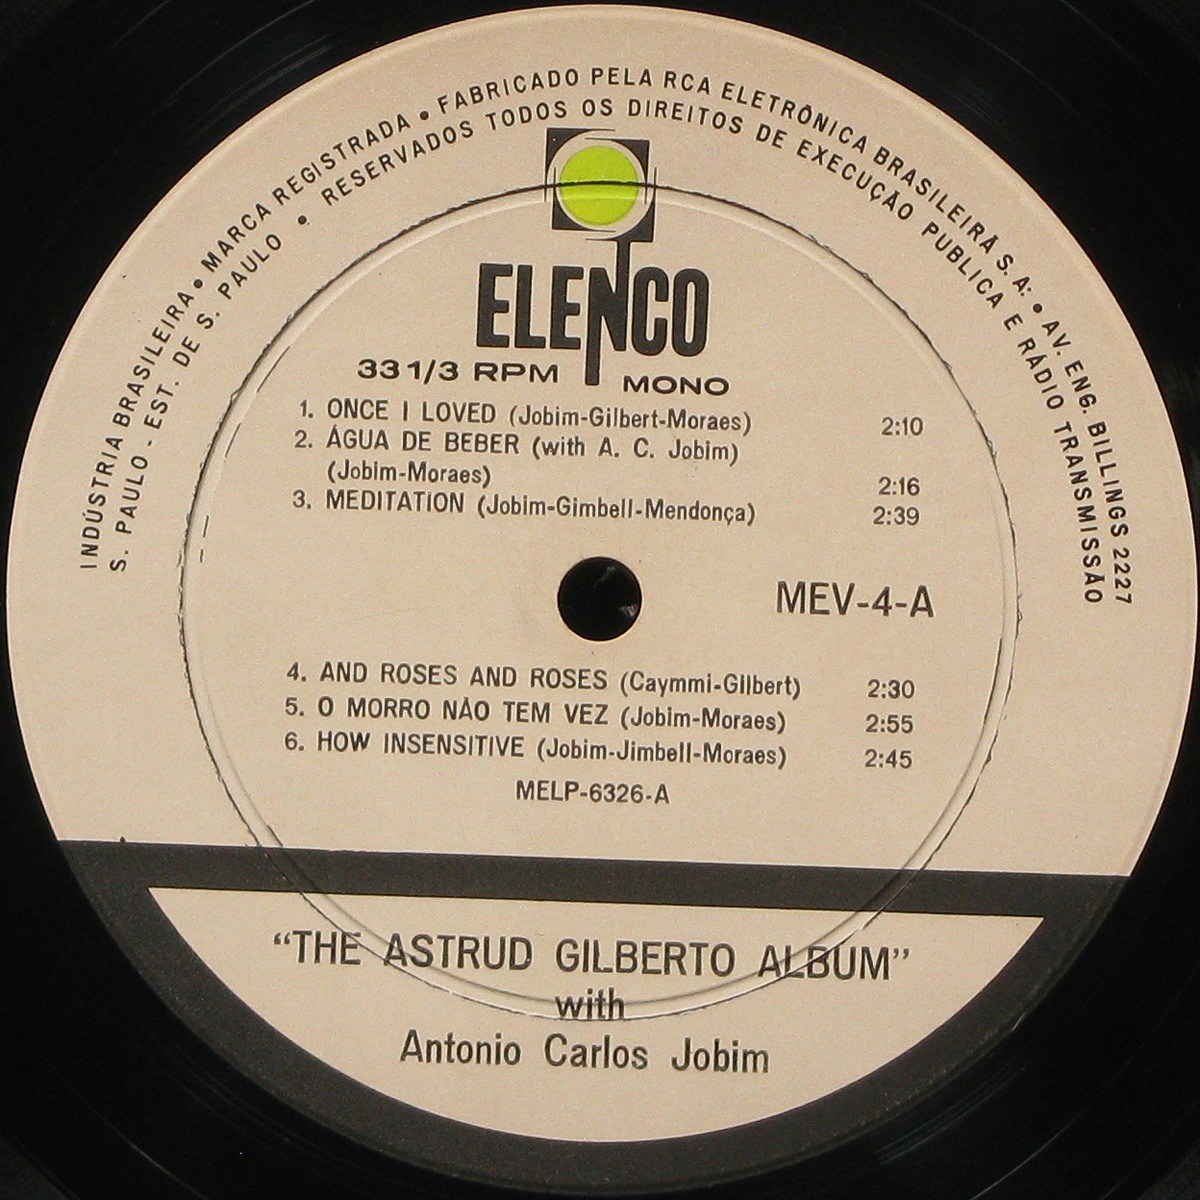 INDÚSTRIA BRASILEIRA • MARCA REGISTRADA • FABRICADO PELA RCA ELETRÔNICA BRASILEIRA S. A. • AV. ENG. BILLINGS 2227
S. PAULO - EST. DE S. PAULO • RESERVADOS TODOS OS DIREITOS DE EXECUÇÃO PUBLICA E RÁDIO TRANSMISSÃO
ELENCO
33 1/3 RPM MONO
1. ONCE I LOVED (Jobim-Gilbert-Moraes) 2:10
2. ÁGUA DE BEBER (with A. C. Jobim)
(Jobim-Moraes) 2:16
3. MEDITATION (Jobim-Gimbell-Mendonça) 2:39
MEV-4-A
4. AND ROSES AND ROSES (Caymmi-Gilbert) 2:30
5. O MORRO NÃO TEM VEZ (Jobim-Moraes) 2:55
6. HOW INSENSITIVE (Jobim-Jimbell-Moraes) 2:45
MELP-6326-A
"THE ASTRUD GILBERTO ALBUM"
with
Antonio Carlos Jobim